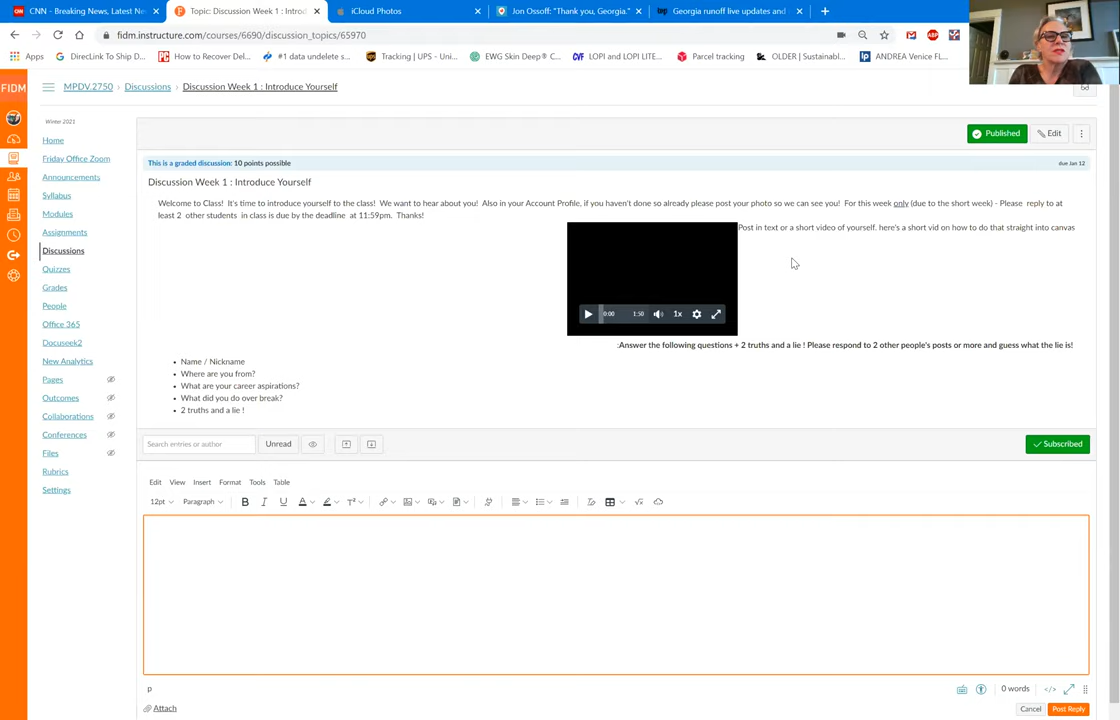 CNN - Breaking News, Latest Ne
Topic: Discussion Week 1 : Introd
iCloud Photos
Jon Ossoff: "Thank you, Georgia."
Georgia runoff live updates and
fidm.instructure.com/courses/6690/discussion_topics/65970
Apps
DirecLink To Ship D...
How to Recover Del...
#1 data undelete s...
Tracking | UPS - Uni...
EWG Skin Deep® C...
LOPI and LOPI LITE...
Parcel tracking
OLDER | Sustainabl...
ANDREA Venice FL...
FIDM
MPDV.2750 › Discussions › Discussion Week 1 : Introduce Yourself
Winter 2021
Home
Friday Office Zoom
Announcements
Syllabus
Modules
Assignments
Discussions
Quizzes
Grades
People
Office 365
Docuseek2
New Analytics
Pages
Outcomes
Collaborations
Conferences
Files
Rubrics
Settings
Published
Edit
This is a graded discussion: 10 points possible
due Jan 12
Discussion Week 1 : Introduce Yourself
Welcome to Class! It's time to introduce yourself to the class! We want to hear about you! Also in your Account Profile, if you haven't done so already please post your photo so we can see you! For this week only (due to the short week) - Please reply to at
least 2 other students in class is due by the deadline at 11:59pm. Thanks!
Post in text or a short video of yourself. here's a short vid on how to do that straight into canvas
0:00
1:50
1x
:Answer the following questions + 2 truths and a lie ! Please respond to 2 other people's posts or more and guess what the lie is!
• Name / Nickname
• Where are you from?
• What are your career aspirations?
• What did you do over break?
• 2 truths and a lie !
Search entries or author
Unread
Subscribed
Edit View Insert Format Tools Table
12pt
Paragraph
B I U A T²
p
0 words
</>
Attach
Cancel
Post Reply